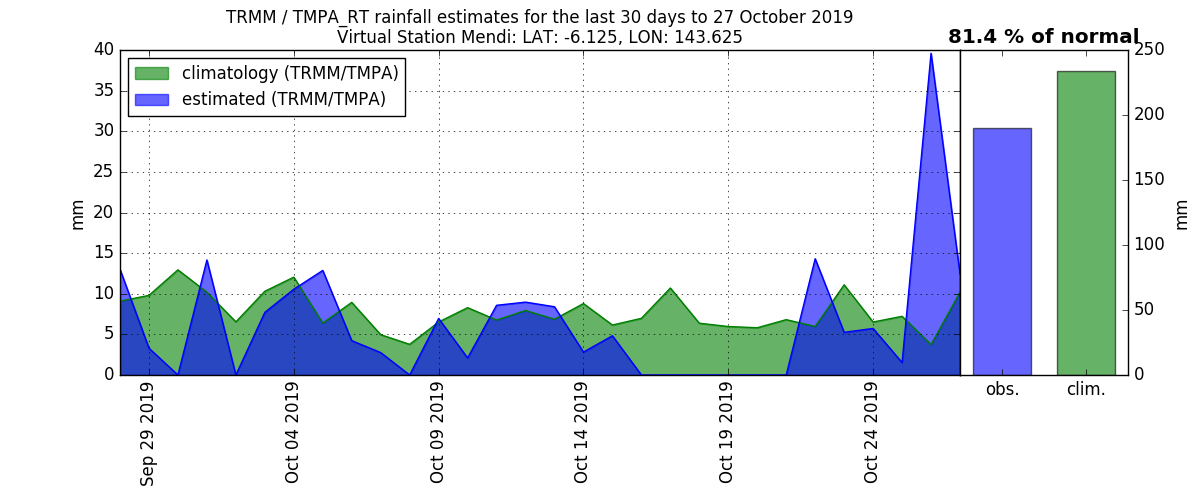 TRMM / TMPA_RT rainfall estimates for the last 30 days to 27 October 2019
Virtual Station Mendi: LAT: -6.125, LON: 143.625
81.4 % of normal
climatology (TRMM/TMPA)
estimated (TRMM/TMPA)
mm
40
35
30
25
20
15
10
5
0
Sep 29 2019
Oct 04 2019
Oct 09 2019
Oct 14 2019
Oct 19 2019
Oct 24 2019
obs.
clim.
250
200
150
100
50
0
mm